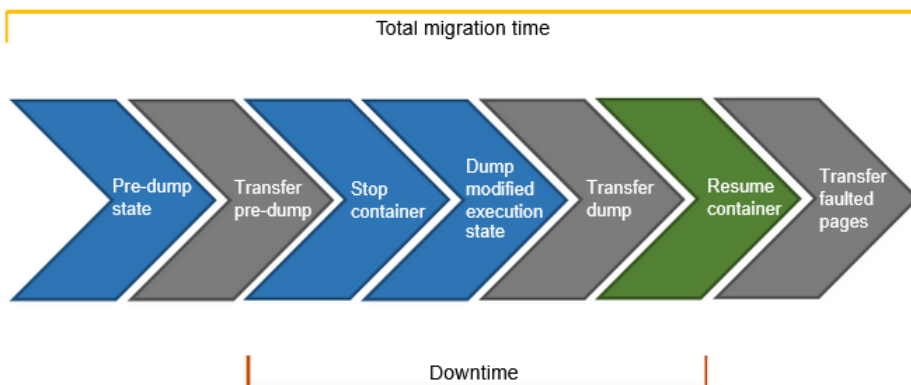 Total migration time
Pre-dump
state
Transfer
pre-dump
Stop
container
Dump
modified
execution
state
Transfer
dump
Resume
container
Transfer
faulted
pages
Downtime